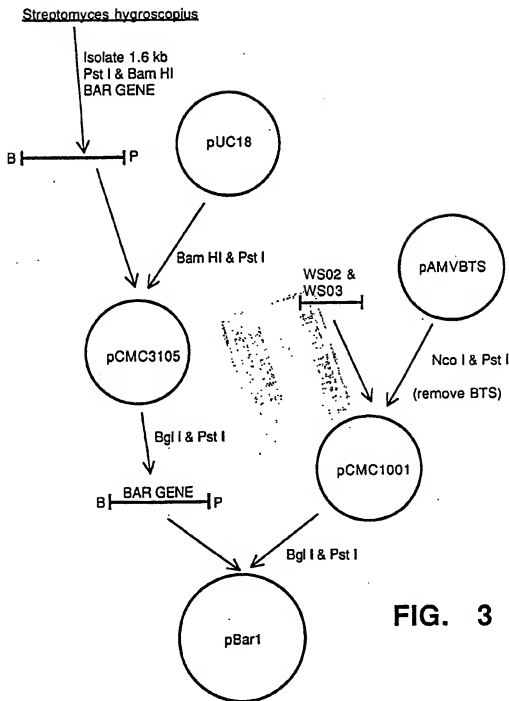 Streptomyces hygroscopius
Isolate 1.6 kb
Pst I & Bam HI
BAR GENE
B
P
pUC18
Bam HI & Pst I
WS02 &
WS03
pAMVBTS
Nco I & Pst I
(remove BTS)
pCMC3105
Bgl I & Pst I
pCMC1001
B
BAR GENE
P
Bgl I & Pst I
pBar1
FIG. 3